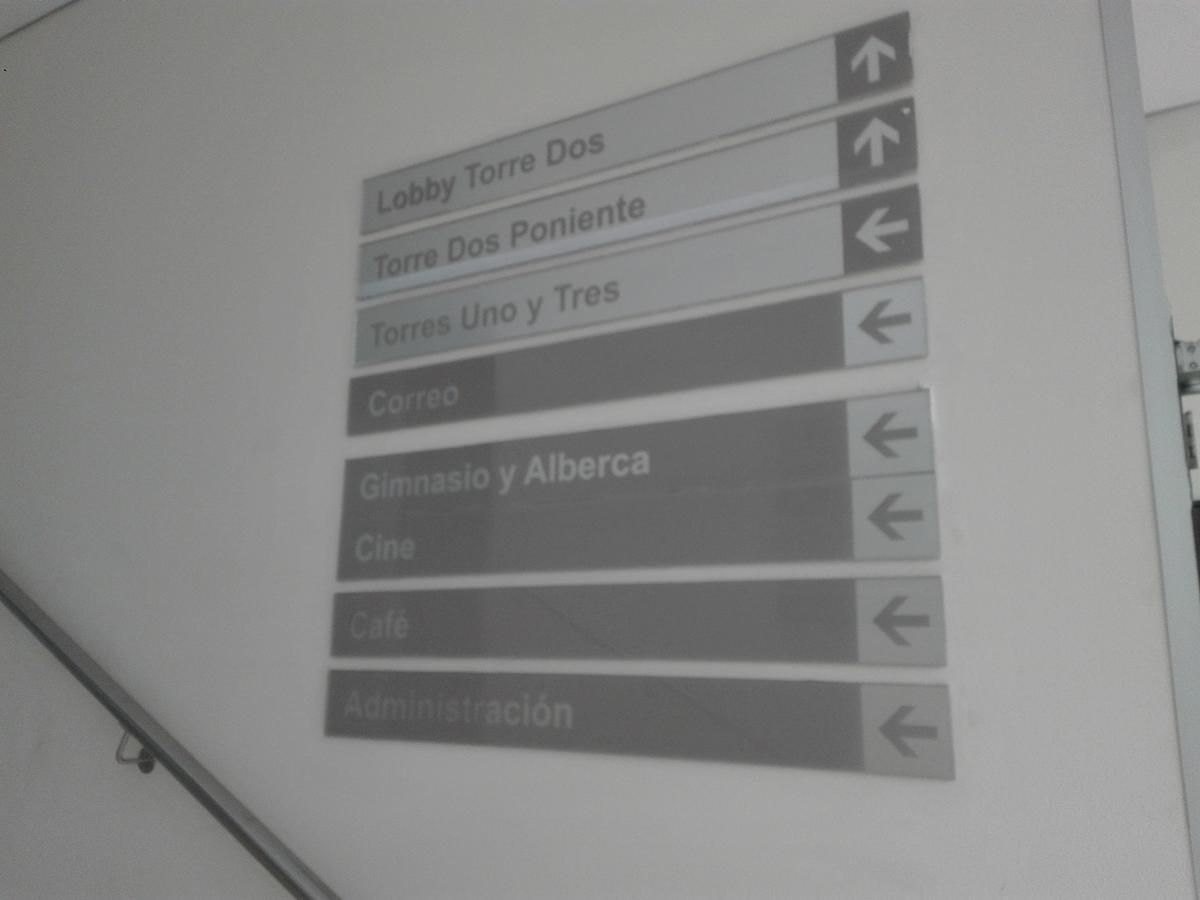 Lobby Torre Dos
Torre Dos Poniente
Torres Uno y Tres
Correo
Gimnasio y Alberca
Cine
Café
Administración